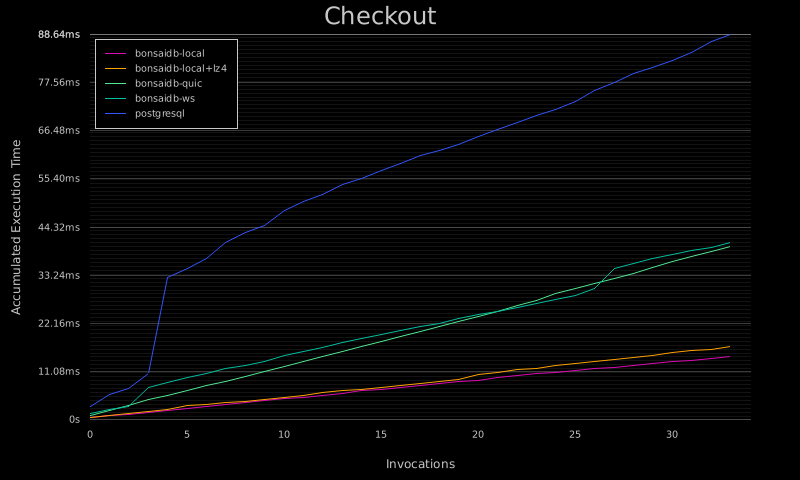 Checkout
88.64ms
77.56ms
66.48ms
55.40ms
44.32ms
33.24ms
22.16ms
11.08ms
0s
Accumulated Execution Time
bonsaidb-local
bonsaidb-local+lz4
bonsaidb-quic
bonsaidb-ws
postgresql
0 5 10 15 20 25 30
Invocations